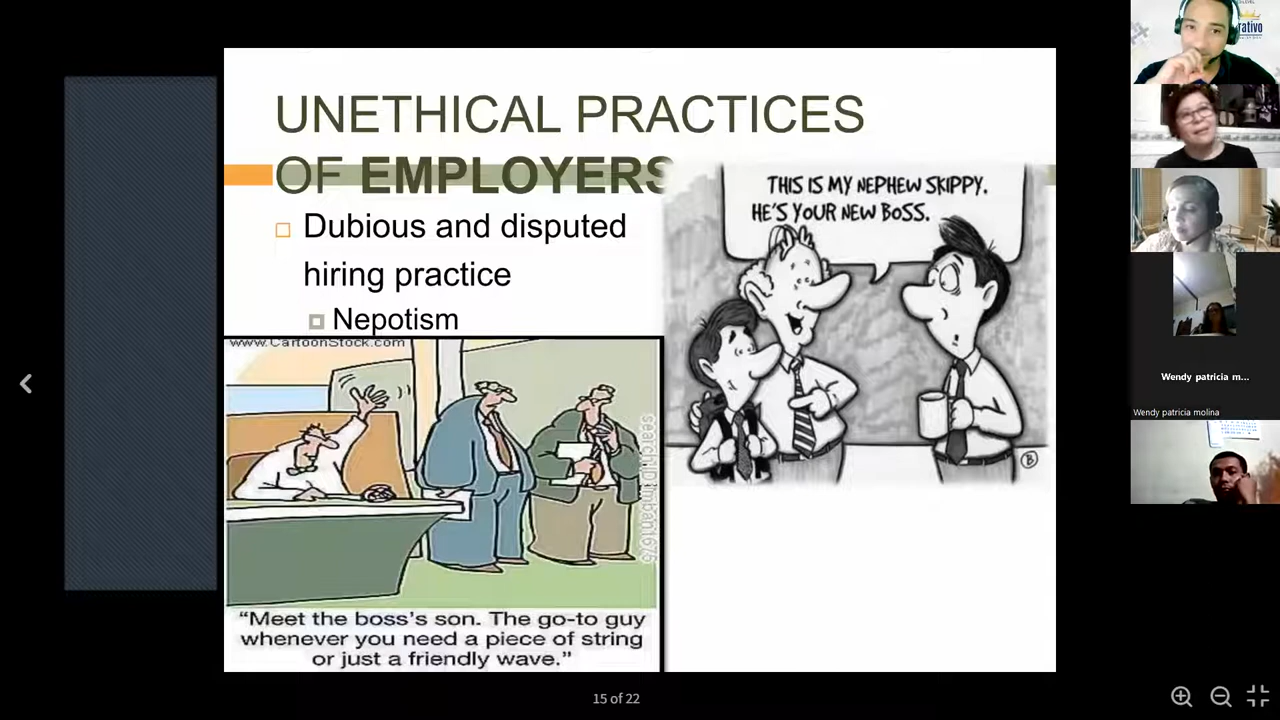 UNETHICAL PRACTICES
OF EMPLOYERS
Dubious and disputed
hiring practice
Nepotism
THIS IS MY NEPHEW SKIPPY.
HE'S YOUR NEW BOSS.
B
www.CartoonStock.com
"Meet the boss's son. The go-to guy
whenever you need a piece of string
or just a friendly wave."
15 of 22
rativo
Wendy patricia m...
Wendy patricia molina